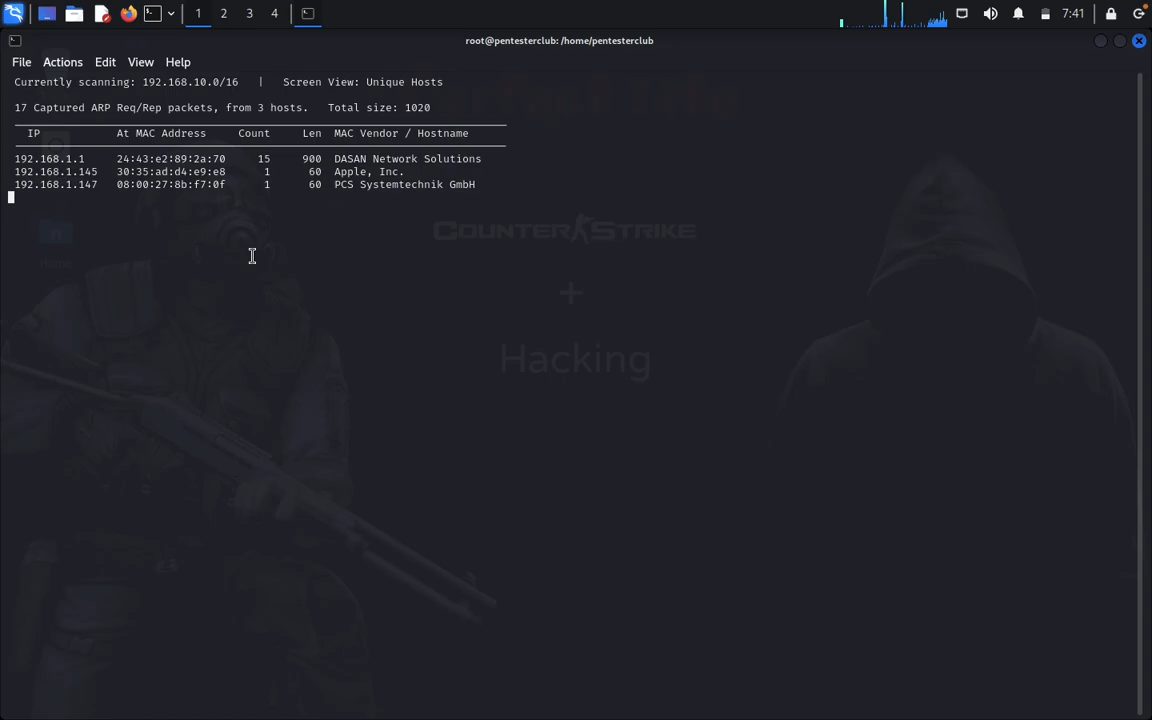 1 2 3 4 7:41
root@pentesterclub: /home/pentesterclub
File Actions Edit View Help
Currently scanning: 192.168.10.0/16 | Screen View: Unique Hosts
17 Captured ARP Req/Rep packets, from 3 hosts. Total size: 1020
IP At MAC Address Count Len MAC Vendor / Hostname
192.168.1.1 24:43:e2:89:2a:70 15 900 DASAN Network Solutions
192.168.1.145 30:35:ad:d4:e9:e8 1 60 Apple, Inc.
192.168.1.147 08:00:27:8b:f7:0f 1 60 PCS Systemtechnik GmbH
COUNTER STRIKE
Home
+
Hacking